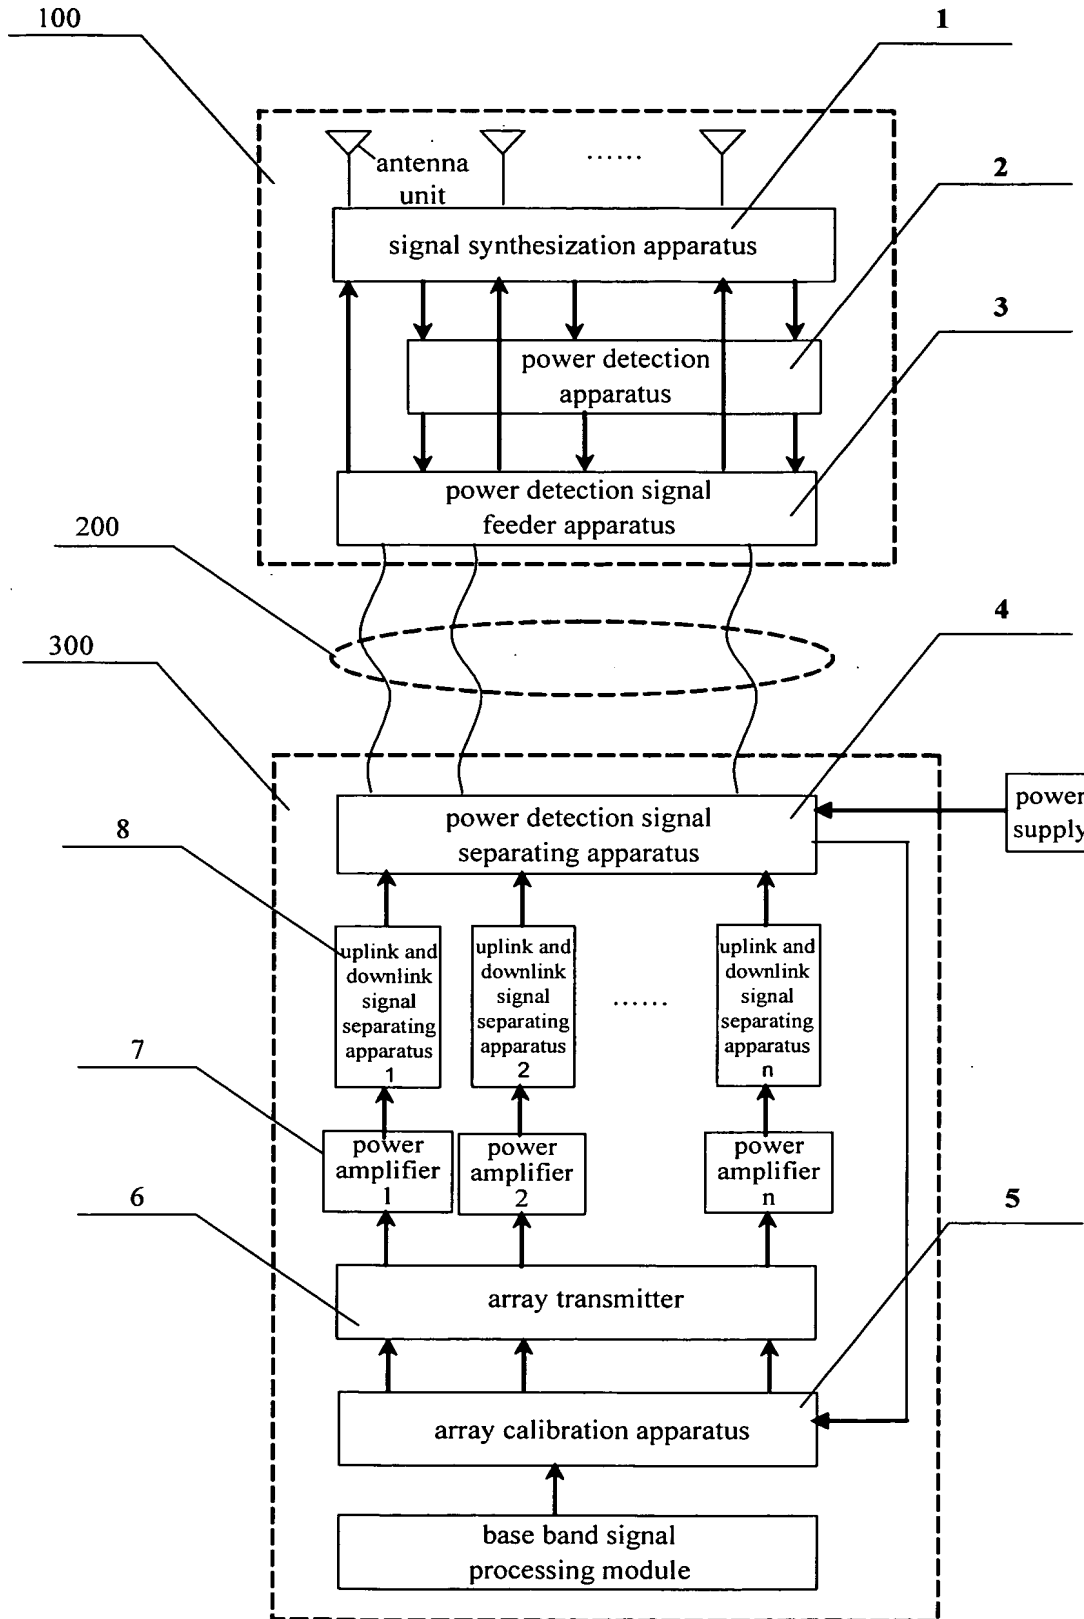 100
1
antenna
unit
......
2
signal synthesization apparatus
3
power detection
apparatus
power detection signal
feeder apparatus
200
4
300
power
supply
power detection signal
separating apparatus
8
uplink and
downlink
signal
separating
apparatus
1
uplink and
downlink
signal
separating
apparatus
2
......
uplink and
downlink
signal
separating
apparatus
n
7
power
amplifier
1
power
amplifier
2
power
amplifier
n
6
5
array transmitter
array calibration apparatus
base band signal
processing module